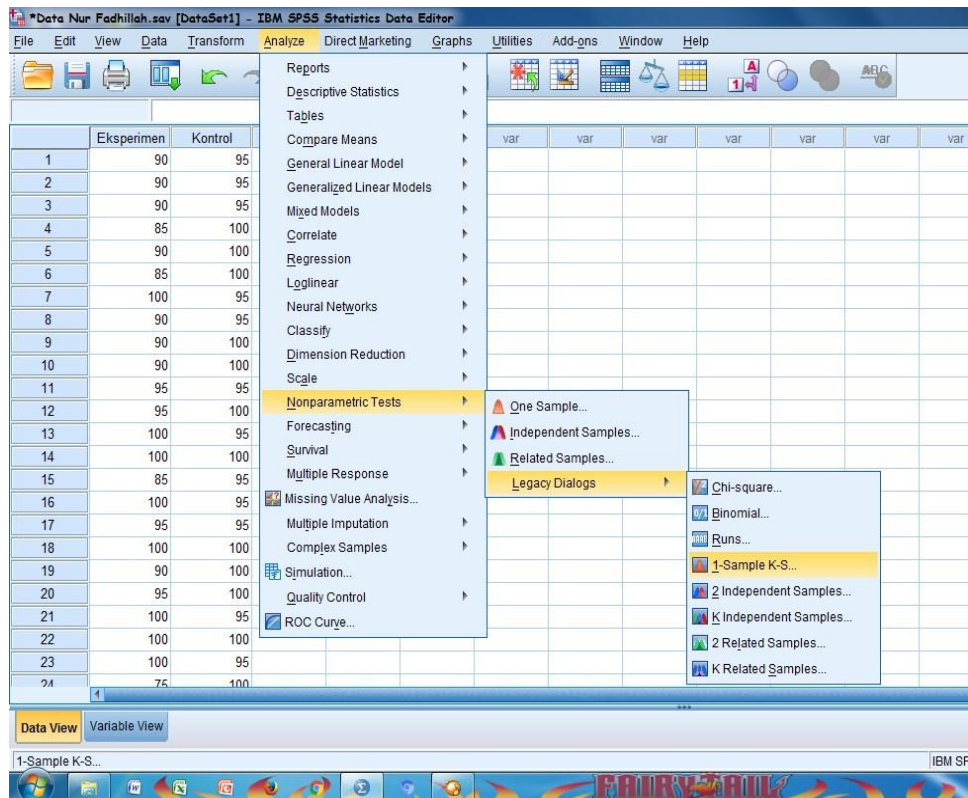 *Data Nur Fadhillah.sav [DataSet1] - IBM SPSS Statistics Data Editor
File Edit View Data Transform Analyze Direct Marketing Graphs Utilities Add-ons Window Help
Eksperimen Kontrol var var var var var var var
1 90 95
2 90 95
3 90 95
4 85 100
5 90 100
6 85 100
7 100 95
8 90 95
9 90 100
10 90 100
11 95 95
12 95 100
13 100 95
14 100 100
15 85 95
16 100 95
17 95 95
18 100 100
19 90 100
20 95 100
21 100 95
22 100 100
23 100 95
24 75 100
Reports
Descriptive Statistics
Tables
Compare Means
General Linear Model
Generalized Linear Models
Mixed Models
Correlate
Regression
Loglinear
Neural Networks
Classify
Dimension Reduction
Scale
Nonparametric Tests
Forecasting
Survival
Multiple Response
Missing Value Analysis...
Multiple Imputation
Complex Samples
Simulation...
Quality Control
ROC Curve...
One Sample...
Independent Samples...
Related Samples...
Legacy Dialogs
Chi-square...
Binomial...
Runs...
1-Sample K-S...
2 Independent Samples...
K Independent Samples...
2 Related Samples...
K Related Samples...
Data View Variable View
1-Sample K-S...
IBM SP
FAIRY TAIL